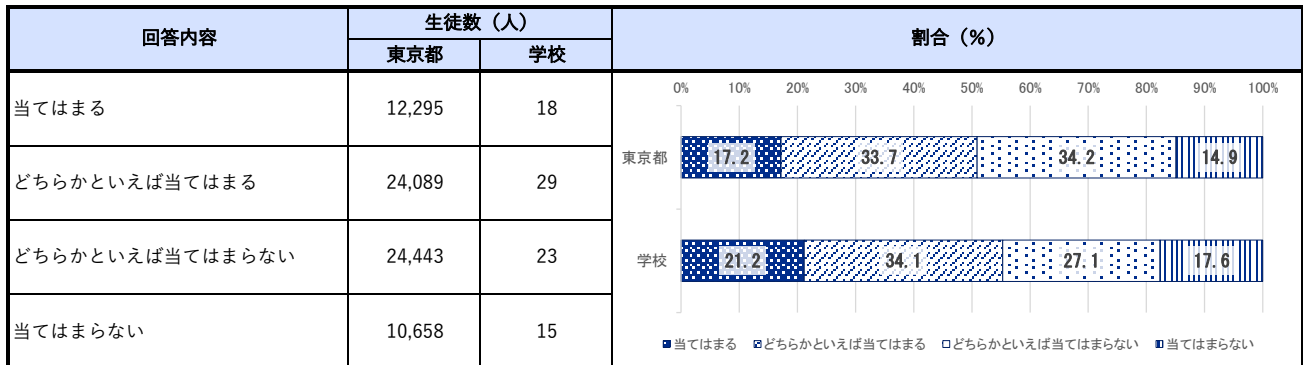 回答内容
生徒数（人）
割合（%）
東京都
学校
当てはまる
12,295
18
どちらかといえば当てはまる
24,089
29
どちらかといえば当てはまらない
24,443
23
当てはまらない
10,658
15
0% 10% 20% 30% 40% 50% 60% 70% 80% 90% 100%
東京都
17.2 33.7 34.2 14.9
学校
21.2 34.1 27.1 17.6
当てはまる どちらかといえば当てはまる どちらかといえば当てはまらない 当てはまらない